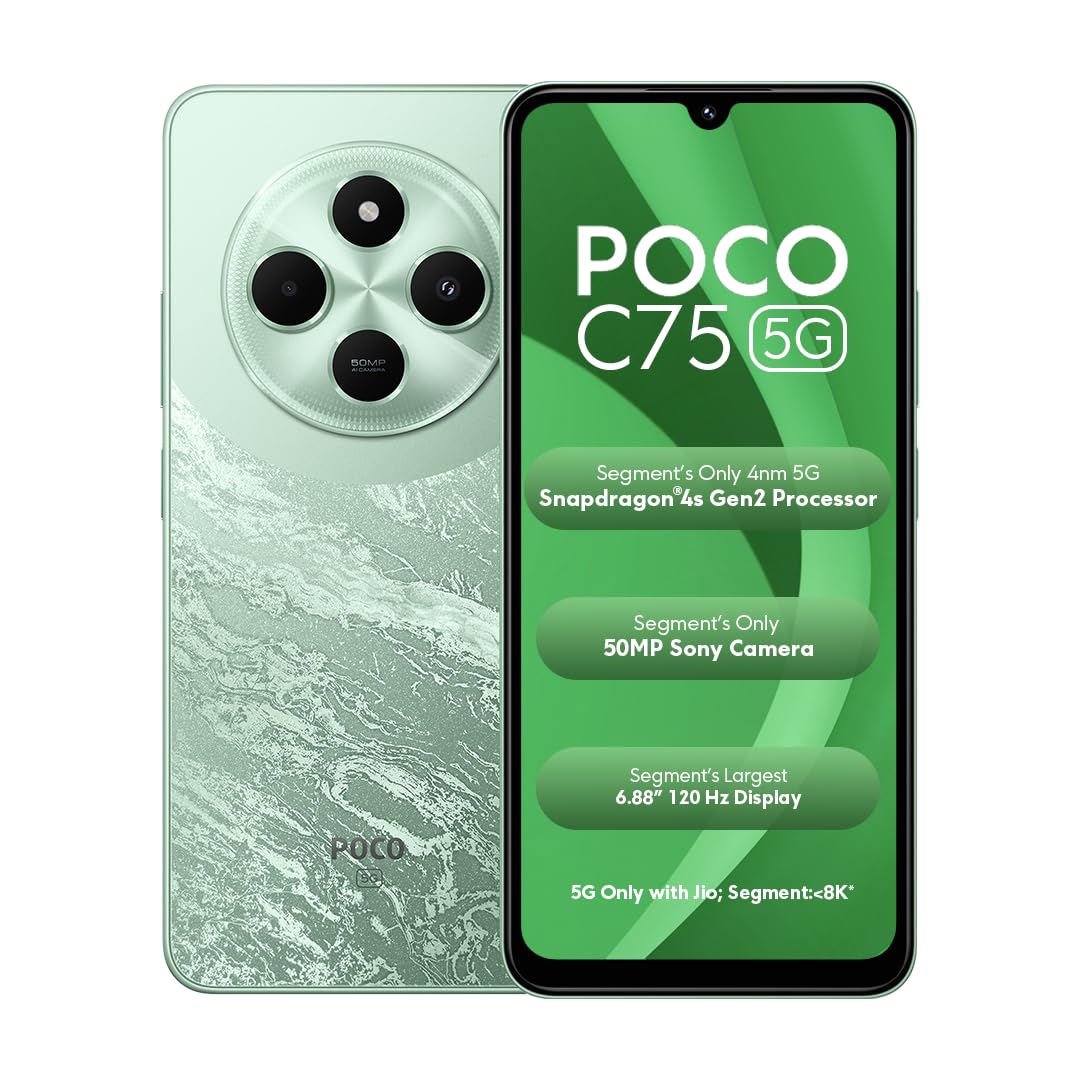 50MP
AI CAMERA
POCO
5G
POCO
C75 5G
Segment's Only 4nm 5G
Snapdragon®4s Gen2 Processor
Segment's Only
50MP Sony Camera
Segment's Largest
6.88" 120 Hz Display
5G Only with Jio; Segment:<8K*